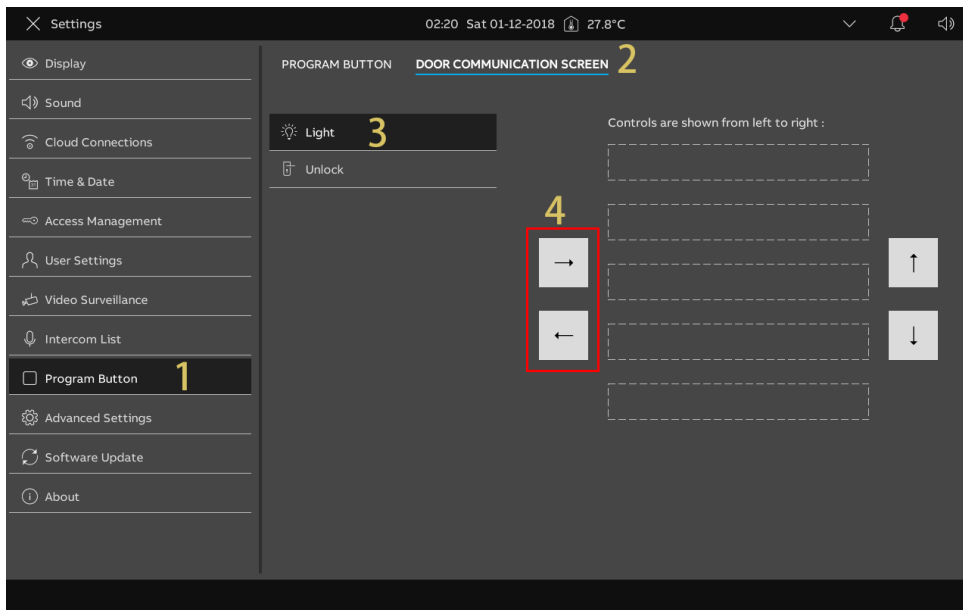 Settings
02:20 Sat 01-12-2018 27.8°C
Display
Sound
Cloud Connections
Time & Date
Access Management
User Settings
Video Surveillance
Intercom List
Program Button 1
Advanced Settings
Software Update
About
PROGRAM BUTTON DOOR COMMUNICATION SCREEN 2
Light 3
Unlock
4
→
←
Controls are shown from left to right :
↑
↓